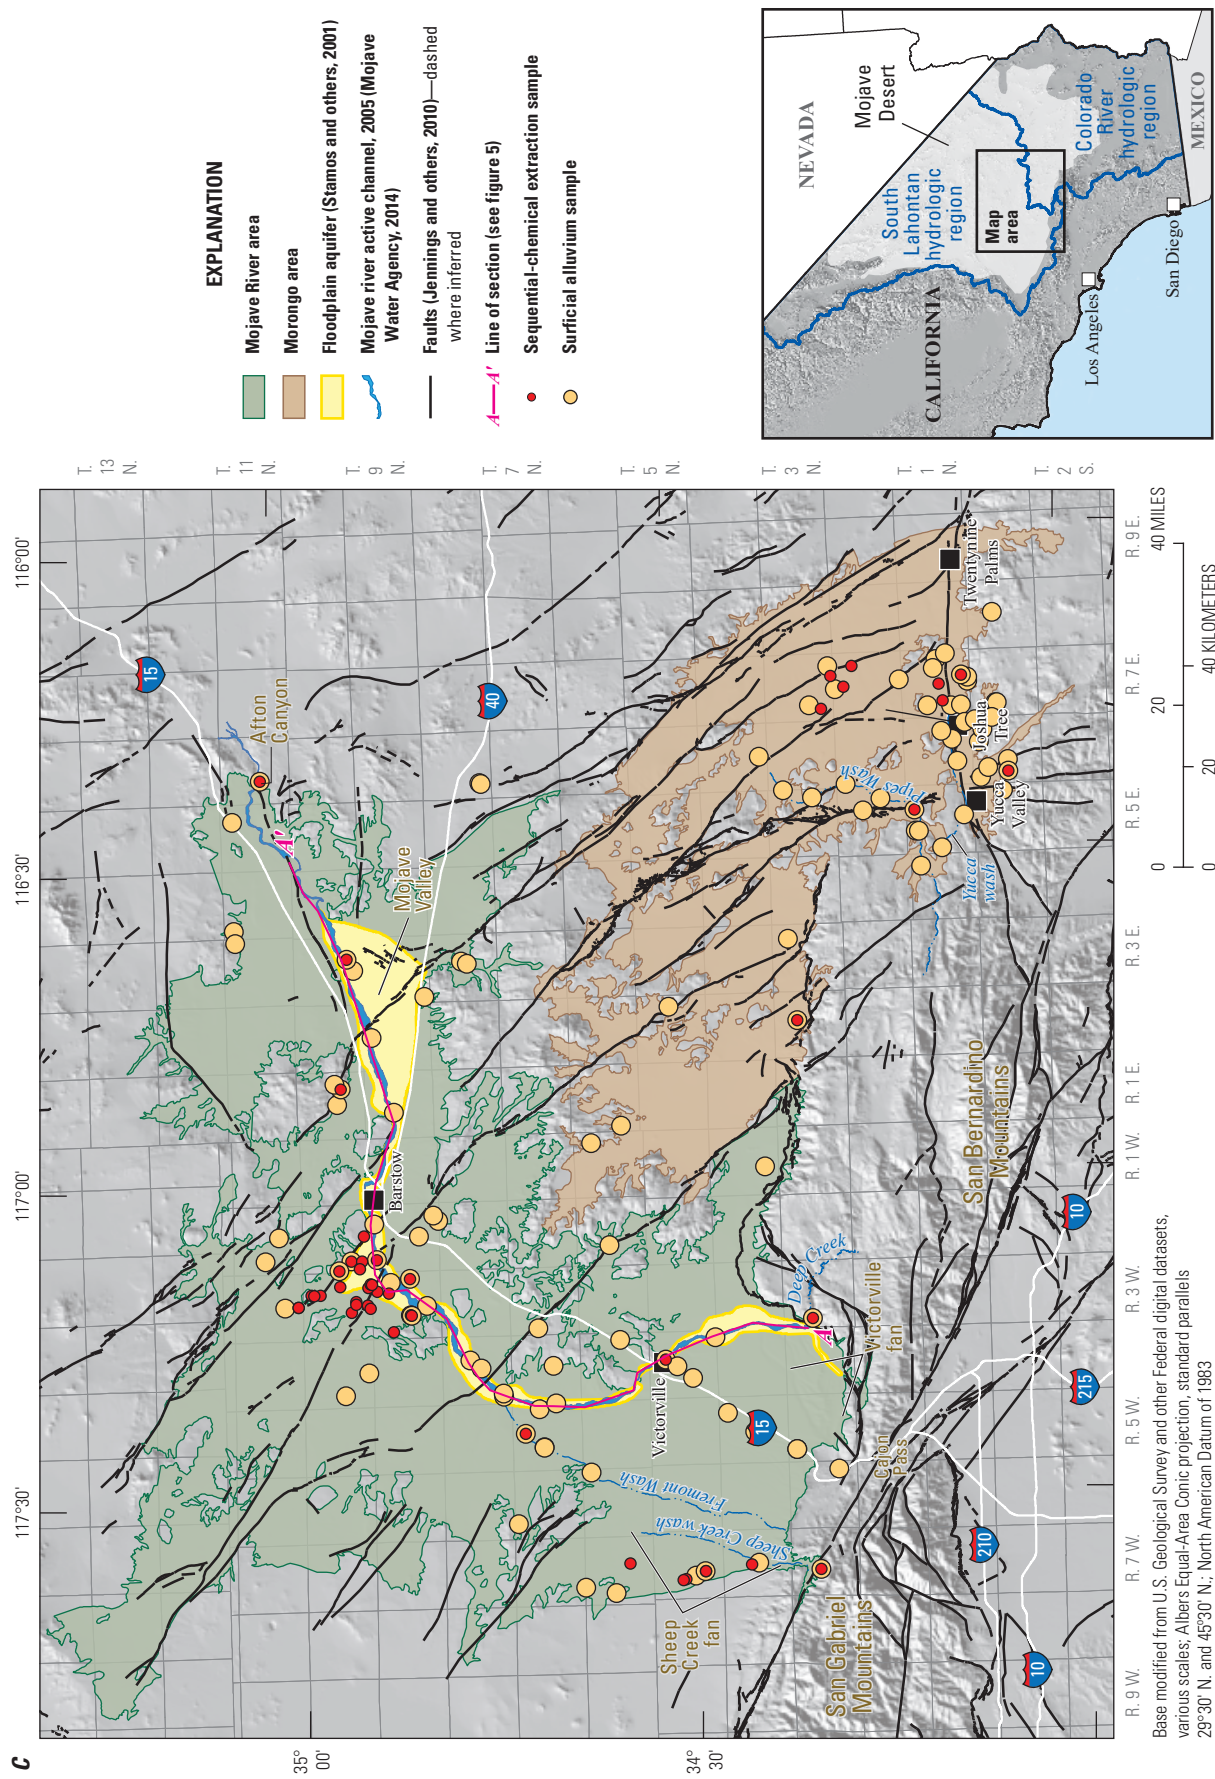 C
117°30'
117°00'
116°30'
116°00'
35°
00'
34°
30'
T.
13
N.
T.
11
N.
T.
9
N.
T.
7
N.
T.
5
N.
T.
3
N.
T.
1
N.
T.
2
S.
R. 9 W.
R. 7 W.
R. 5 W.
R. 3 W.
R. 1 W.
R. 1 E.
R. 3 E.
R. 5 E.
R. 7 E.
R. 9 E.
15
40
Afton
Canyon
A'
Mojave
Valley
Barstow
Victorville
15
Fremont Wash
Sheep Creek wash
Sheep
Creek
fan
San Gabriel
Mountains
Cajon
Pass
Victorville
fan
A
Deep Creek
San Bernardino
Mountains
Pipes Wash
Yucca
wash
Yucca
Valley
Joshua
Tree
Twentynine
Palms
10
210
215
10
0
20
40 MILES
0
20
40 KILOMETERS
Base modified from U.S. Geological Survey and other Federal digital datasets,
various scales; Albers Equal-Area Conic projection, standard parallels
29°30' N. and 45°30' N.; North American Datum of 1983
EXPLANATION
Mojave River area
Morongo area
Floodplain aquifer (Stamos and others, 2001)
Mojave river active channel, 2005 (Mojave
Water Agency, 2014)
Faults (Jennings and others, 2010)—dashed
where inferred
A—A' Line of section (see figure 5)
Sequential-chemical extraction sample
Surficial alluvium sample
NEVADA
Mojave
Desert
South
Lahontan
hydrologic
region
Map
area
Colorado
River
hydrologic
region
CALIFORNIA
Los Angeles
San Diego
MEXICO